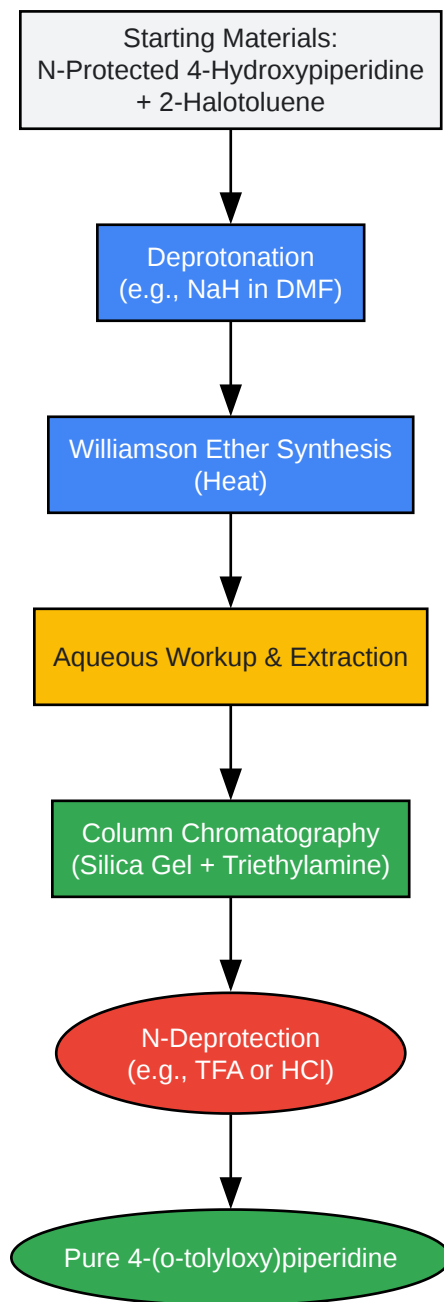 Starting Materials:
N-Protected 4-Hydroxypiperidine
+ 2-Halotoluene
Deprotonation
(e.g., NaH in DMF)
Williamson Ether Synthesis
(Heat)
Aqueous Workup & Extraction
Column Chromatography
(Silica Gel + Triethylamine)
N-Deprotection
(e.g., TFA or HCl)
Pure 4-(o-tolyloxy)piperidine